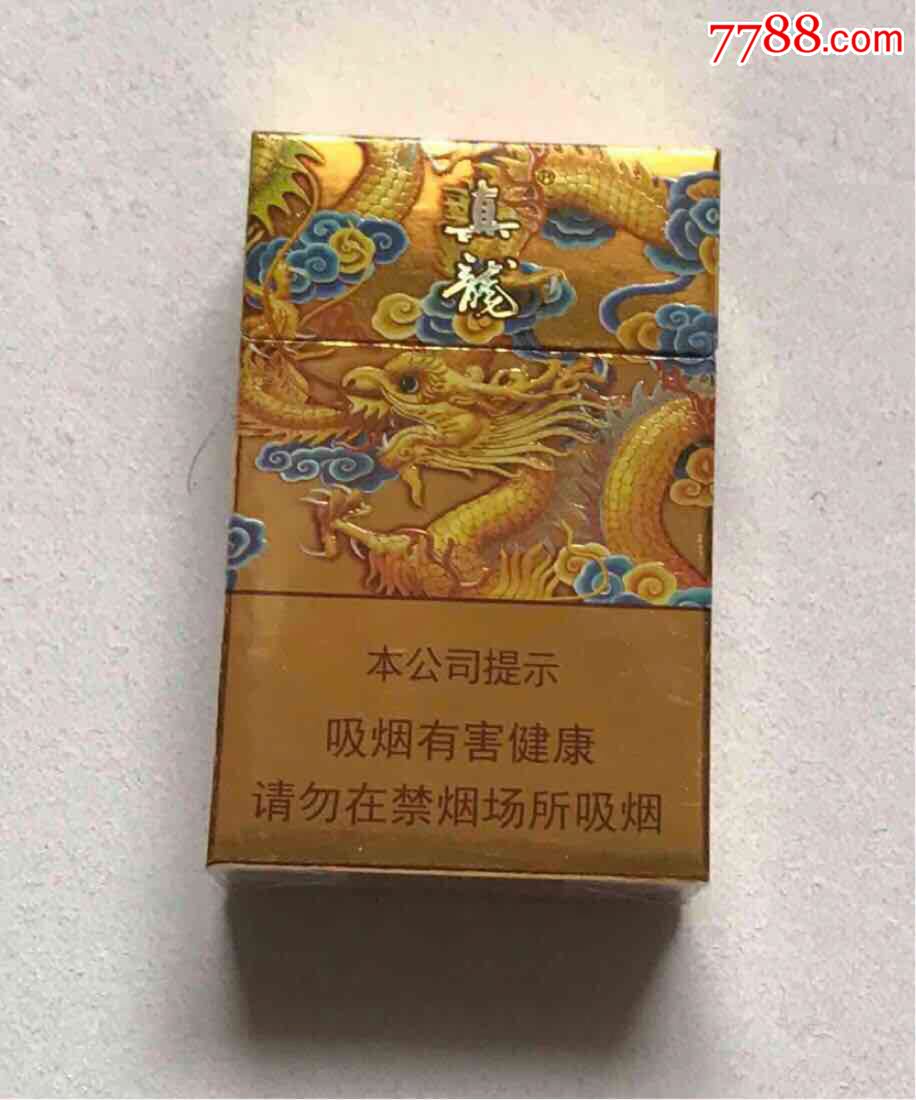 7788.com
真
龍
®
本公司提示
吸烟有害健康
请勿在禁烟场所吸烟